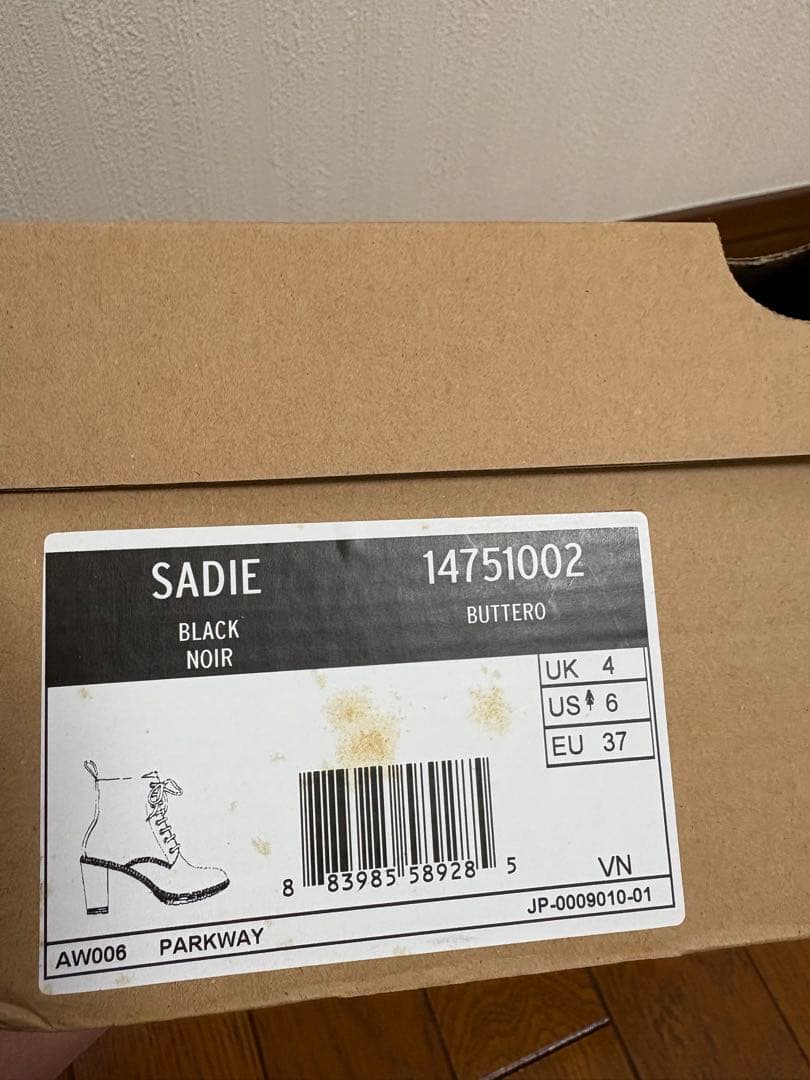 SADIE
BLACK
NOIR
14751002
BUTTERO
UK 4
US 6
EU 37
8 83985 58928 5
VN
JP-0009010-01
AW006 PARKWAY